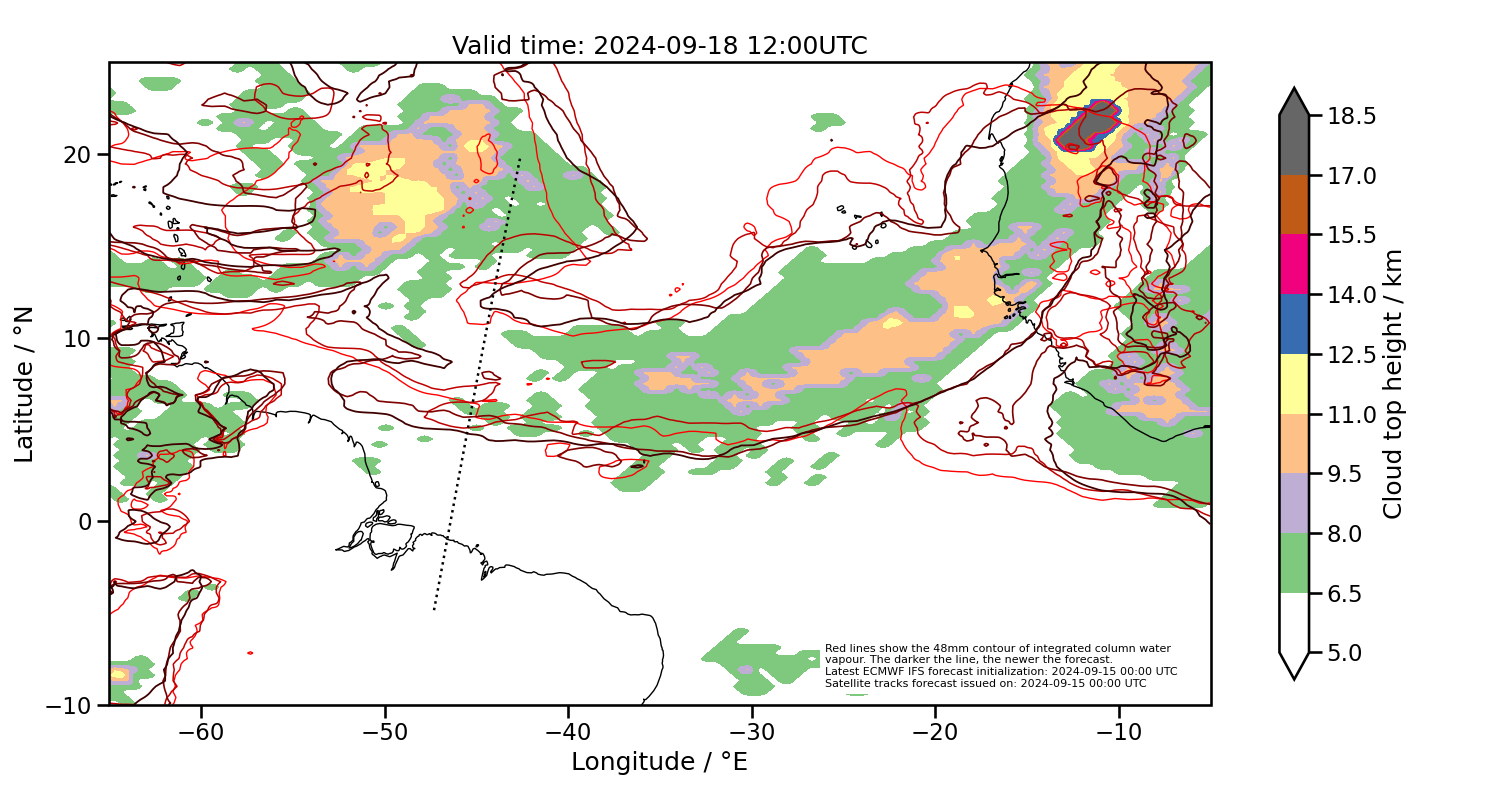 Valid time: 2024-09-18 12:00UTC
20
10
0
−10
Latitude / °N
−60
−50
−40
−30
−20
−10
Longitude / °E
Red lines show the 48mm contour of integrated column water
vapour. The darker the line, the newer the forecast.
Latest ECMWF IFS forecast initialization: 2024-09-15 00:00 UTC
Satellite tracks forecast issued on: 2024-09-15 00:00 UTC
18.5
17.0
15.5
14.0
12.5
11.0
9.5
8.0
6.5
5.0
Cloud top height / km